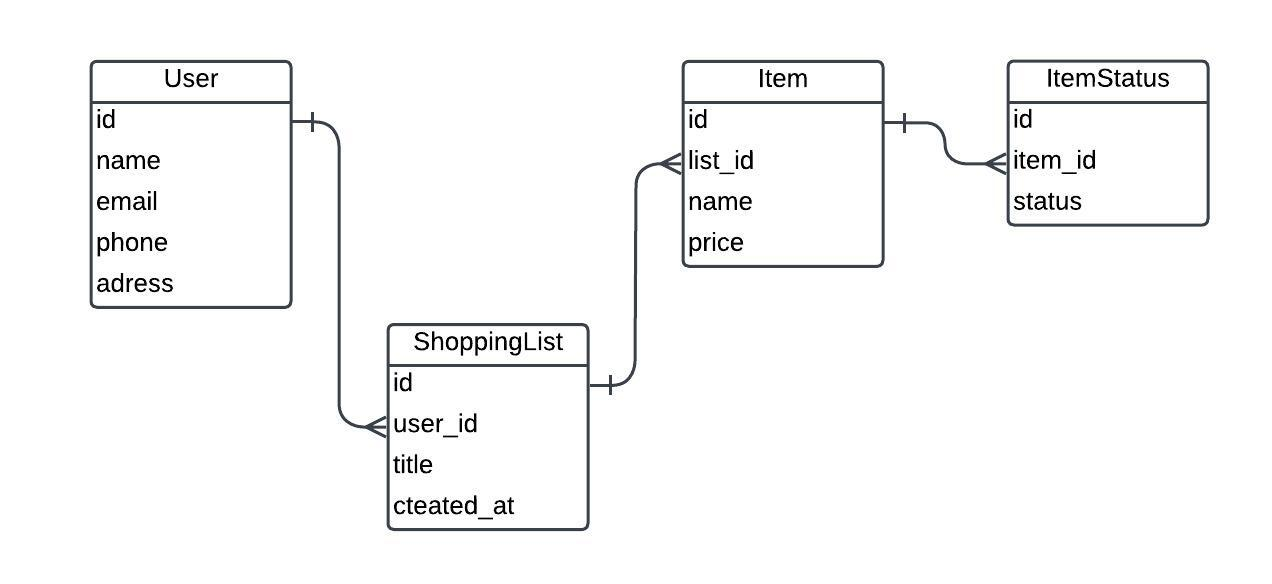 User
id
name
email
phone
adress
ShoppingList
id
user_id
title
cteated_at
Item
id
list_id
name
price
ItemStatus
id
item_id
status